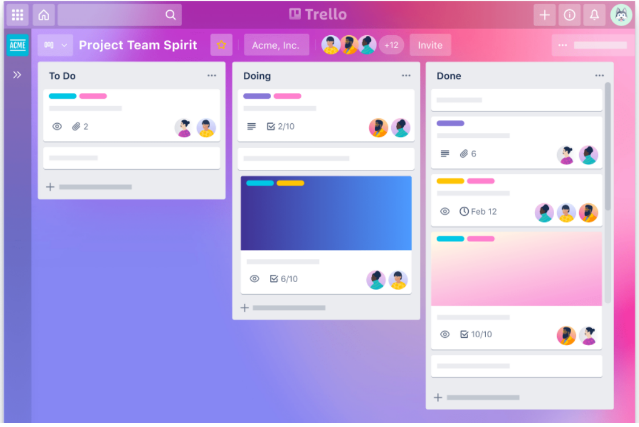 Trello
ACME
Project Team Spirit
Acme, Inc.
+12
Invite
To Do
2
Doing
2/10
6/10
Done
6
Feb 12
10/10